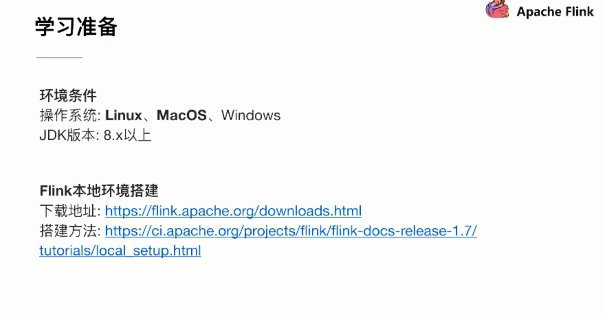 学习准备
Apache Flink
环境条件
操作系统: Linux、MacOS、Windows
JDK版本: 8.x以上
Flink本地环境搭建
下载地址: https://flink.apache.org/downloads.html
搭建方法: https://ci.apache.org/projects/flink/flink-docs-release-1.7/
tutorials/local_setup.html